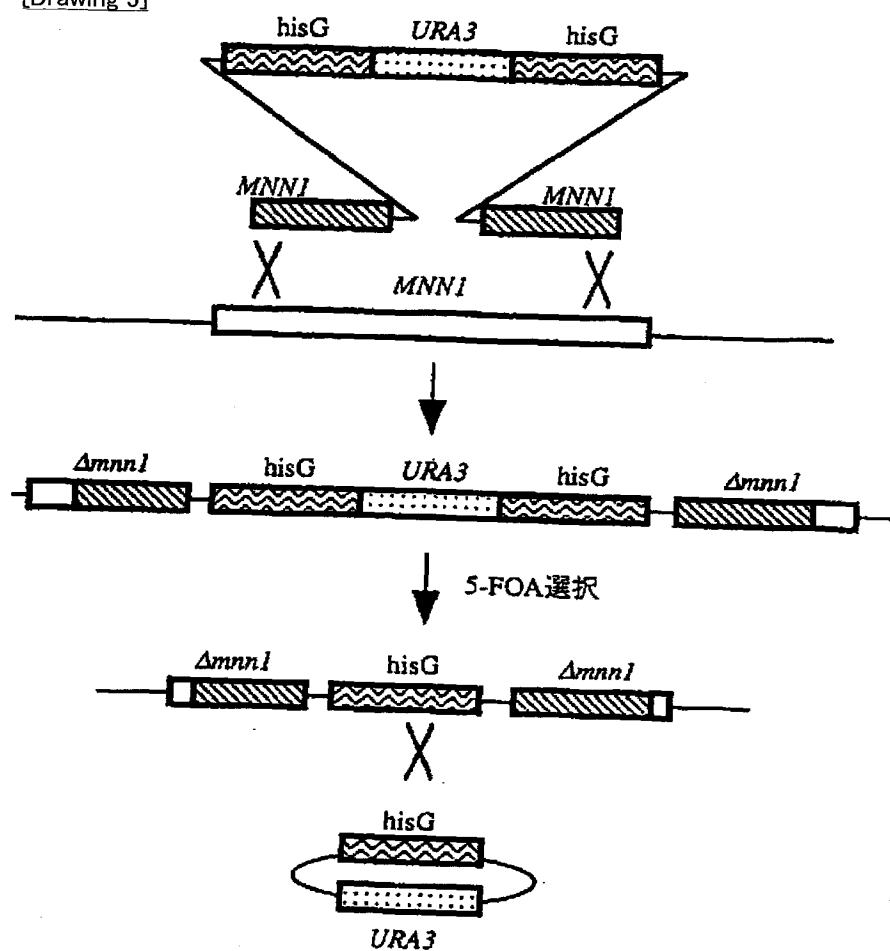 [Drawing 5]
hisG URA3 hisG
MNN1 MNN1
MNN1
Δmnn1 hisG URA3 hisG Δmnn1
5-FOA選択
Δmnn1 hisG Δmnn1
hisG
URA3